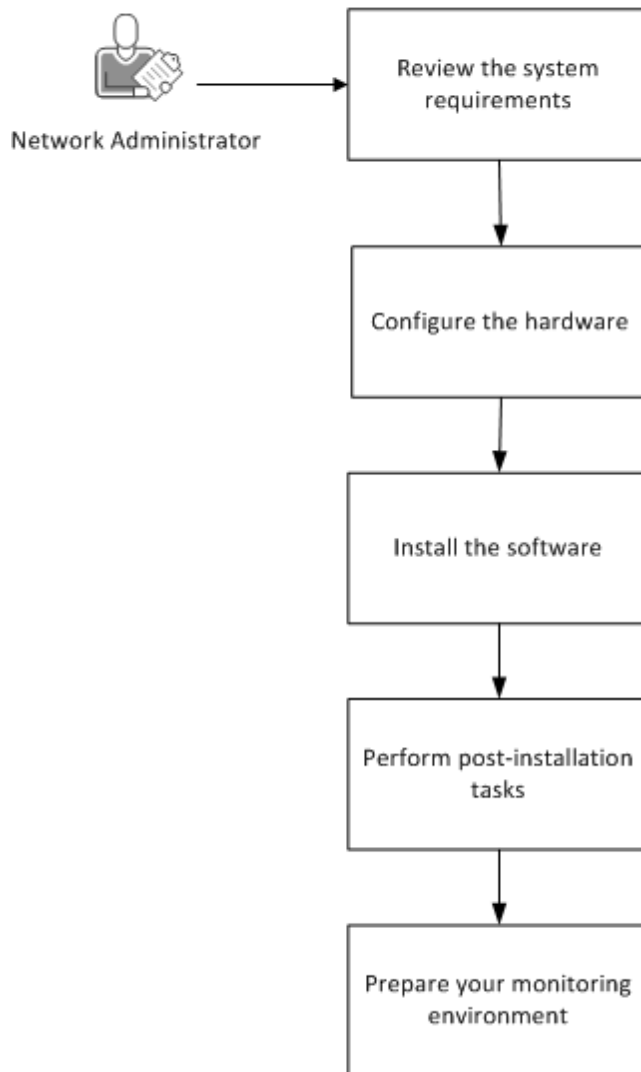 Network Administrator
Review the system
requirements
Configure the hardware
Install the software
Perform post-installation
tasks
Prepare your monitoring
environment